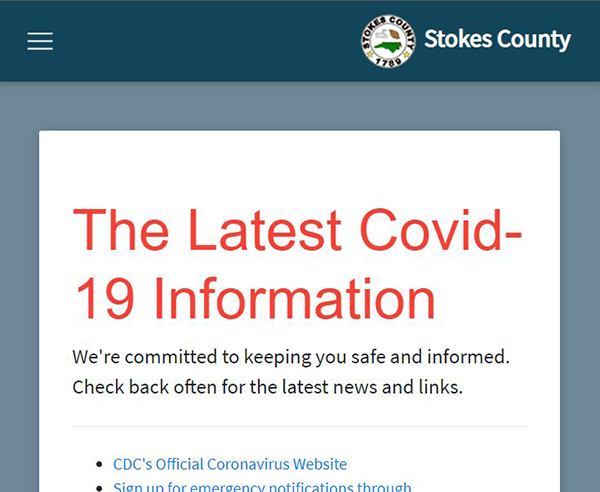 STOKES COUNTY
1789
Stokes County
The Latest Covid-
19 Information
We're committed to keeping you safe and informed.
Check back often for the latest news and links.
CDC's Official Coronavirus Website
Sign up for emergency notifications through